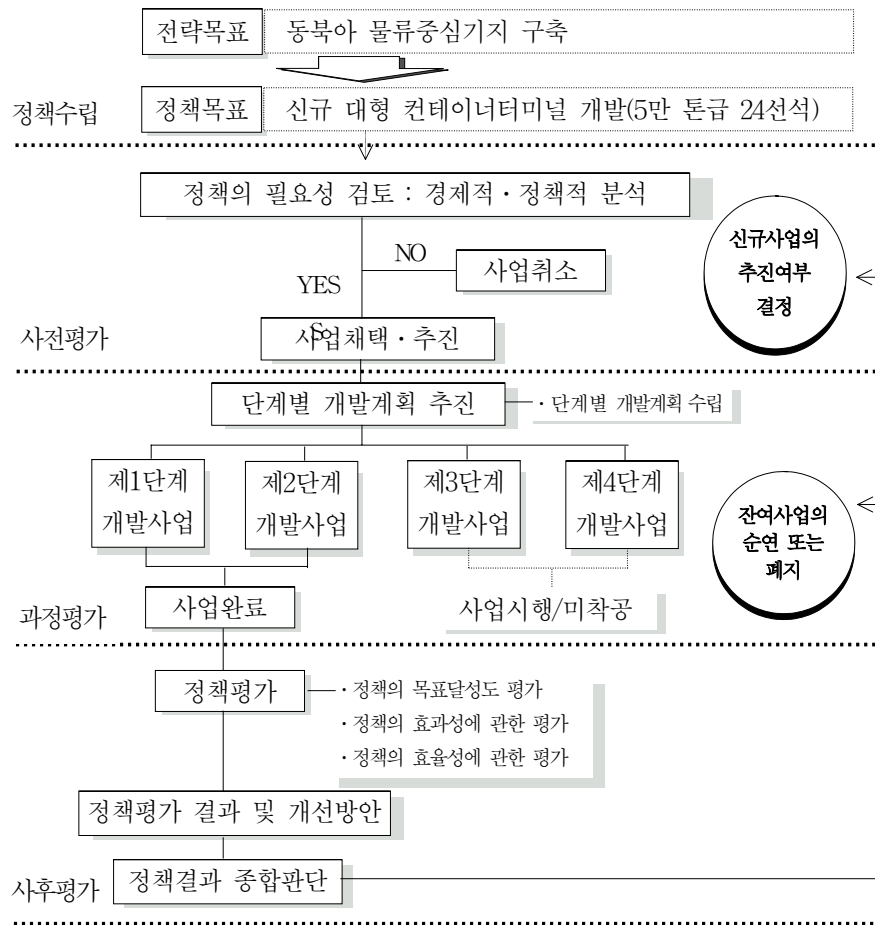 전략목표
동북아 물류중심기지 구축
정책수립
정책목표
신규 대형 컨테이너터미널 개발(5만 톤급 24선석)
정책의 필요성 검토 : 경제적·정책적 분석
신규사업의
추진여부
결정
NO
사업취소
YES
S
사전평가
사업채택·추진
단계별 개발계획 추진
· 단계별 개발계획 수립
제1단계
개발사업
제2단계
개발사업
제3단계
개발사업
제4단계
개발사업
잔여사업의
순연 또는
폐지
과정평가
사업완료
사업시행/미착공
정책평가
· 정책의 목표달성도 평가
· 정책의 효과성에 관한 평가
· 정책의 효율성에 관한 평가
정책평가 결과 및 개선방안
사후평가
정책결과 종합판단